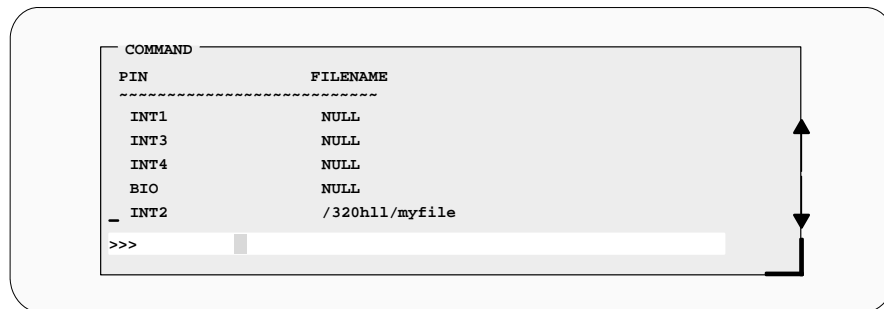 COMMAND
PIN FILENAME
~~~~~~~~~~~~~~~~~~~~~~~~~~~
INT1 NULL
INT3 NULL
INT4 NULL
BIO NULL
INT2 /320hll/myfile
>>>